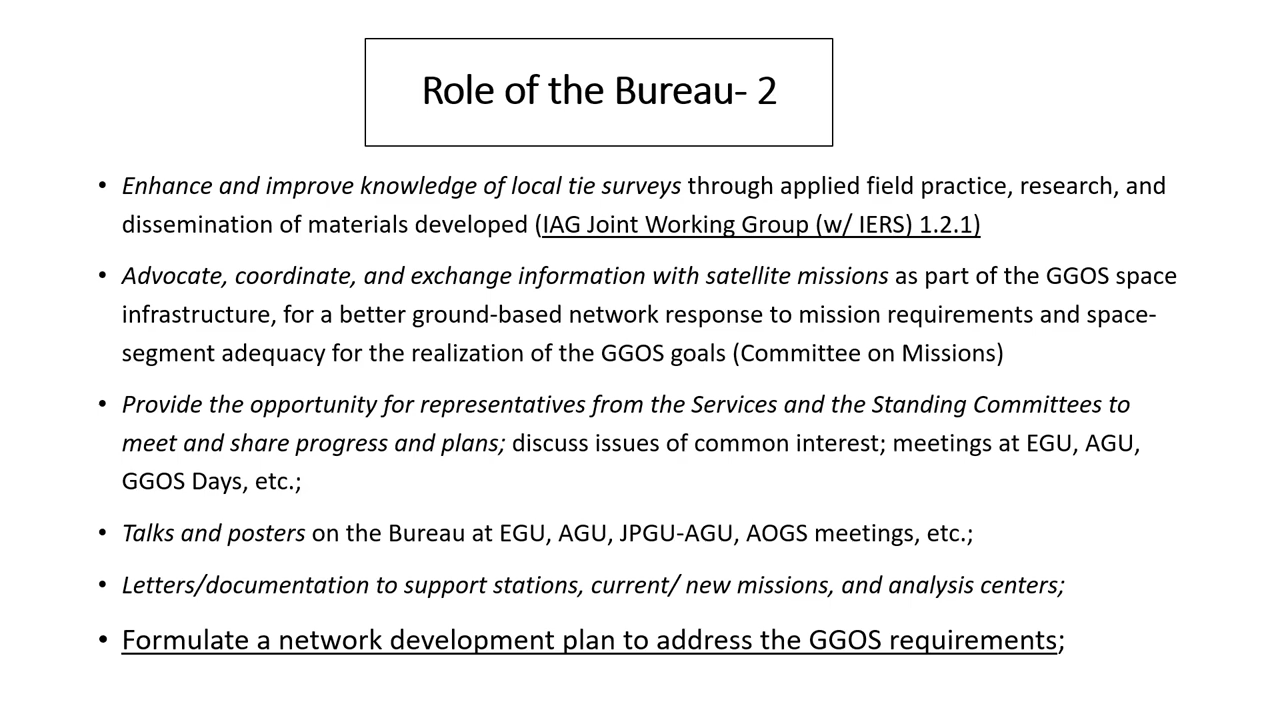 Role of the Bureau- 2
• Enhance and improve knowledge of local tie surveys through applied field practice, research, and
dissemination of materials developed (IAG Joint Working Group (w/ IERS) 1.2.1)
• Advocate, coordinate, and exchange information with satellite missions as part of the GGOS space
infrastructure, for a better ground-based network response to mission requirements and space-
segment adequacy for the realization of the GGOS goals (Committee on Missions)
• Provide the opportunity for representatives from the Services and the Standing Committees to
meet and share progress and plans; discuss issues of common interest; meetings at EGU, AGU,
GGOS Days, etc.;
• Talks and posters on the Bureau at EGU, AGU, JPGU-AGU, AOGS meetings, etc.;
• Letters/documentation to support stations, current/ new missions, and analysis centers;
• Formulate a network development plan to address the GGOS requirements;